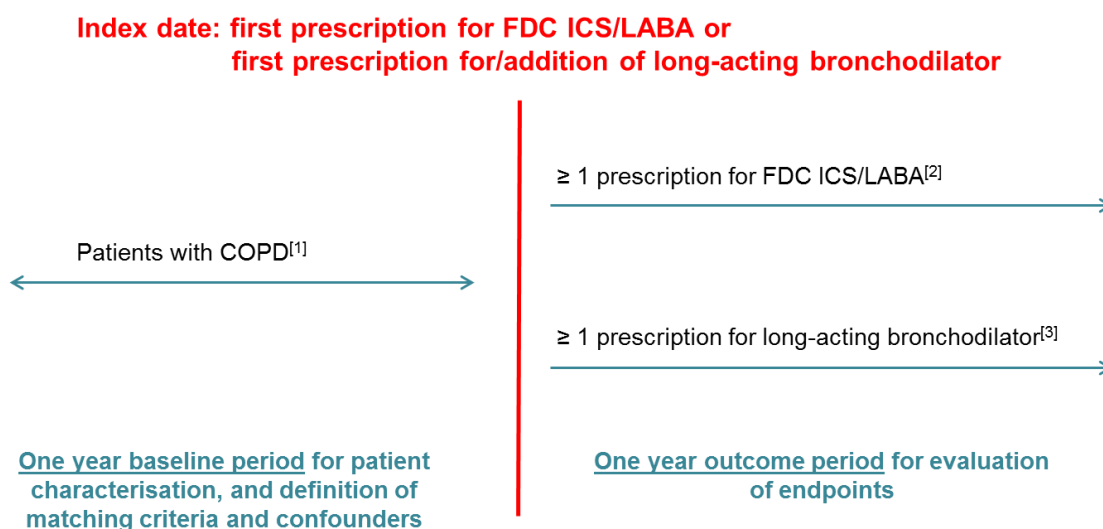 Index date: first prescription for FDC ICS/LABA or
first prescription for/addition of long-acting bronchodilator
≥ 1 prescription for FDC ICS/LABA[2]
Patients with COPD[1]
≥ 1 prescription for long-acting bronchodilator[3]
One year baseline period for patient
characterisation, and definition of
matching criteria and confounders
One year outcome period for evaluation
of endpoints